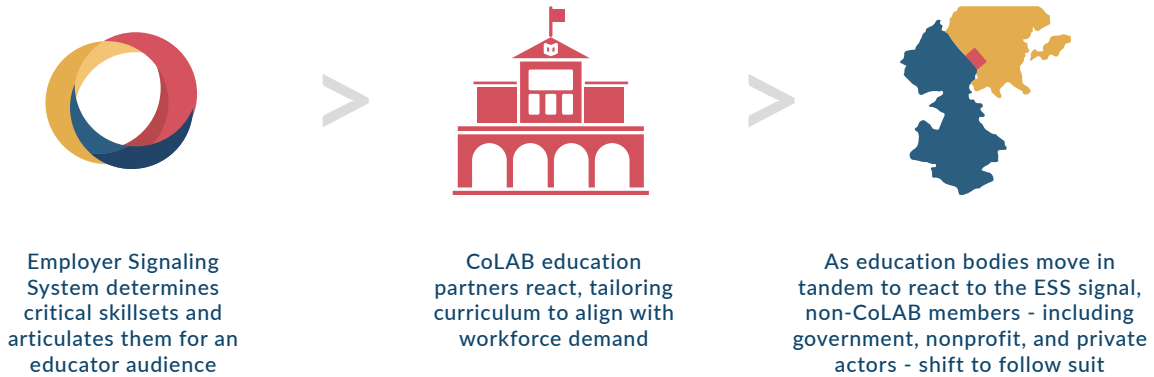 Employer Signaling
System determines
critical skillsets and
articulates them for an
educator audience
CoLAB education
partners react, tailoring
curriculum to align with
workforce demand
As education bodies move in
tandem to react to the ESS signal,
non-CoLAB members - including
government, nonprofit, and private
actors - shift to follow suit